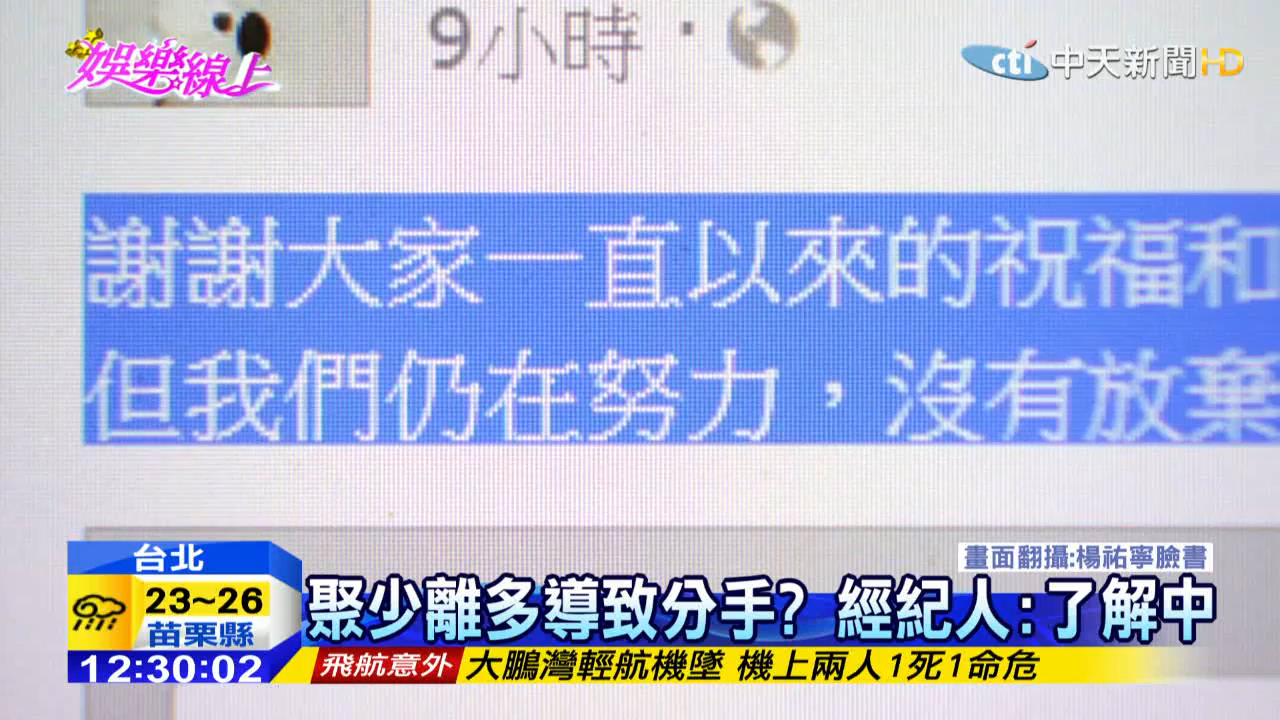 娛樂線上
9小時
cti 中天新聞HD
謝謝大家一直以來的祝福和
但我們仍在努力，沒有放棄
畫面翻攝:楊祐寧臉書
台北
23~26
苗栗縣
12:30:02
聚少離多導致分手? 經紀人:了解中
飛航意外 大鵬灣輕航機墜 機上兩人1死1命危